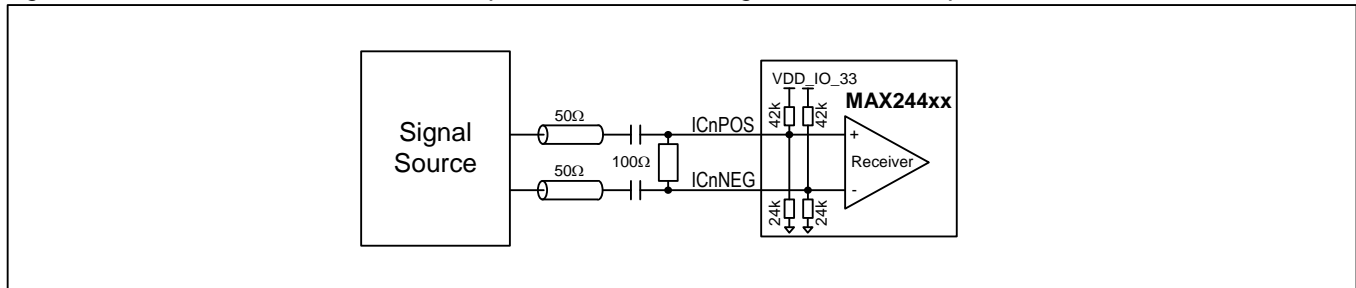 VDD_IO_33
MAX244xx
42k
42k
50Ω
ICnPOS
Signal
Source
+
100Ω
Receiver
50Ω
ICnNEG
-
24k
24k